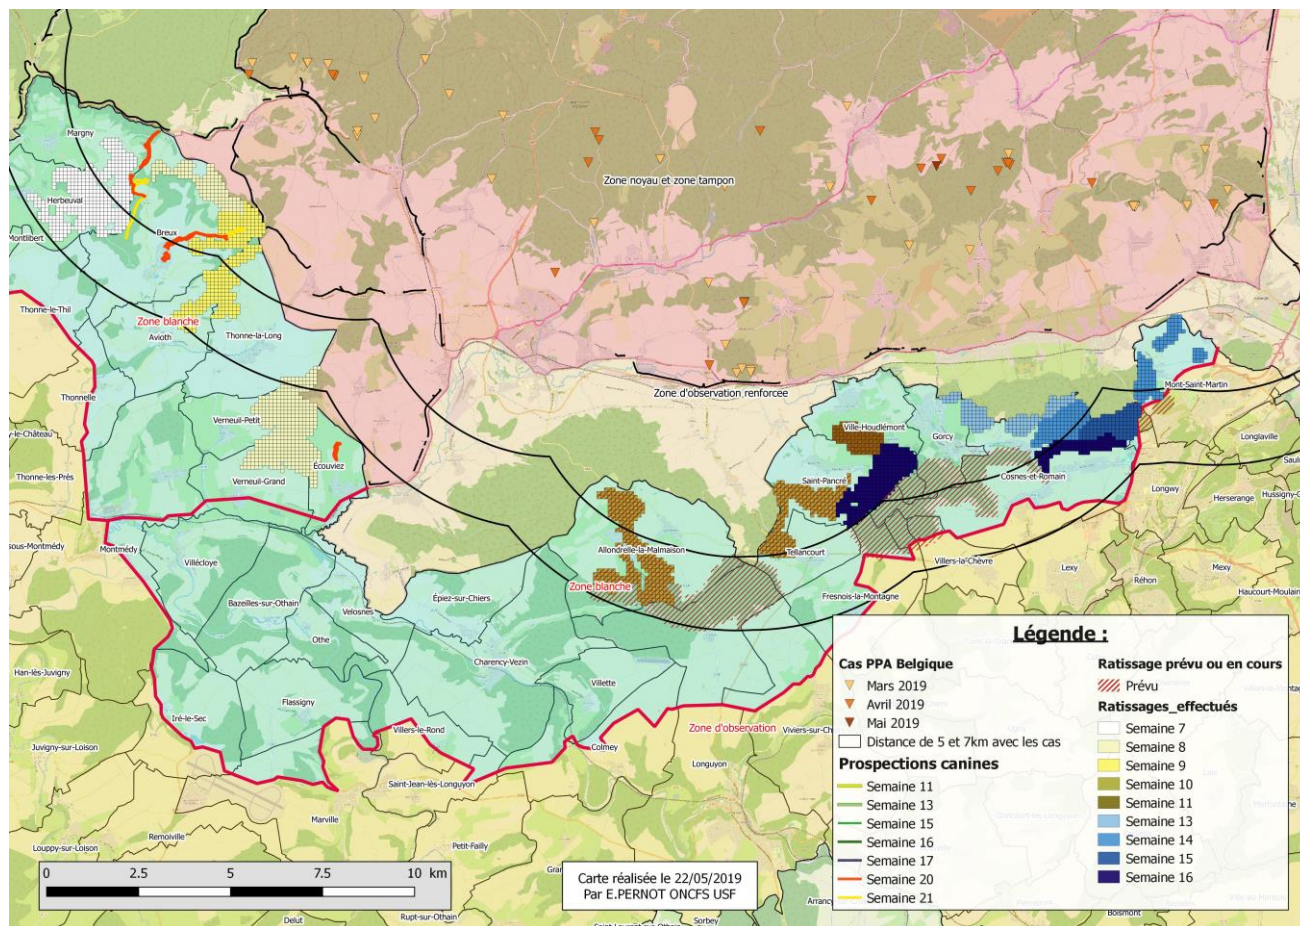 Margny
Zone noyau et zone tampon
Herbeuval
Montlibert
Breux
Thonne-le-Thil
Zone blanche
Avioth
Thonne-la-Long
Zone d'observation renforcée
Mont-Saint-Martin
Thonnelle
Verneuil-Petit
Ville-Houdlémont
Gorcy
y-le-Château
Longlaville
Écouviez
Sauln
Thonne-les-Prés
Verneuil-Grand
Saint-Pancré
Cosnes-et-Romain
Longwy
Herserange
Hussigny-G
sous-Montmédy
Montmédy
Allondrelle-la-Malmaison
Tellancourt
Villécloye
Villers-la-Chèvre
Lexy
Mexy
Réhon
Zone blanche
Haucourt-Moulain
Bazeilles-sur-Othain
Velosnes
Épiez-sur-Chiers
Fresnois-la-Montagne
Othe
Charency-Vezin
Han-lès-Juvigny
Villette
Flassigny
Iré-le-Sec
Villers-le-Rond
Zone d'observation
Viviers-sur-Ch
Juvigny-sur-Loison
Colmey
Longuyon
Saint-Jean-lès-Longuyon
Marville
Remoiville
Louppy-sur-Loison
Petit-Failly
Rupt-sur-Othain
Delut
Sorbey
Arrancy
Boismont
Légende :
Cas PPA Belgique
Mars 2019
Avril 2019
Mai 2019
Distance de 5 et 7km avec les cas
Prospections canines
Semaine 11
Semaine 13
Semaine 15
Semaine 16
Semaine 17
Semaine 20
Semaine 21
Ratissage prévu ou en cours
Prévu
Ratissages_effectués
Semaine 7
Semaine 8
Semaine 9
Semaine 10
Semaine 11
Semaine 13
Semaine 14
Semaine 15
Semaine 16
0 2.5 5 7.5 10 km
Carte réalisée le 22/05/2019
Par E.PERNOT ONCFS USF